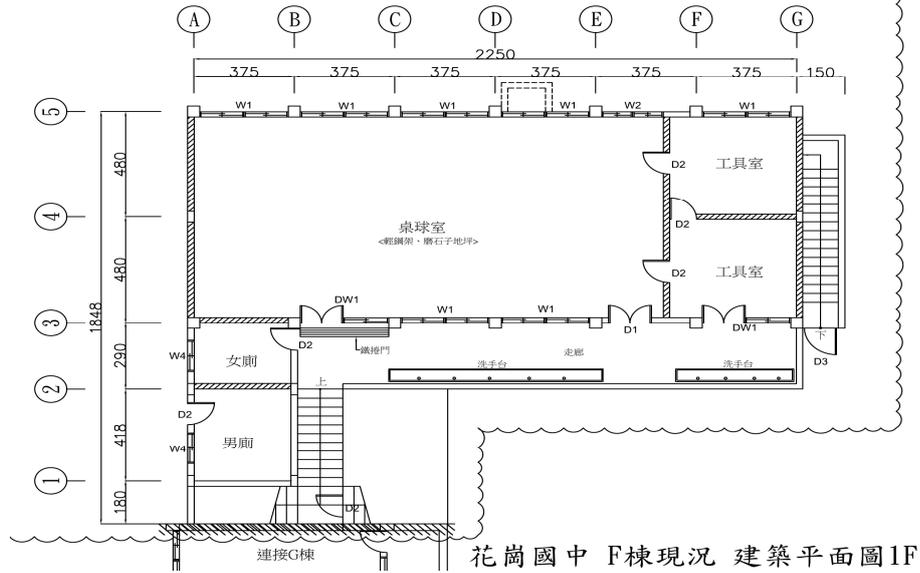 A B C D E F G
2250
375 375 375 375 375 375 150
5 W1 W1 W1 W1 W2 W1
480
D2 工具室
4
桌球室
D2
<輕鋼架、磨石子地坪>
480
D2 工具室
DW1 W1 W1
1848
3
D1 DW1
下
D2 鐵捲門 走廊
290
W4 女廁 洗手台 洗手台 D3
2
上
D2
418 男廁
W4
1
180
D2
連接G棟
花崗國中 F棟現況 建築平面圖1F